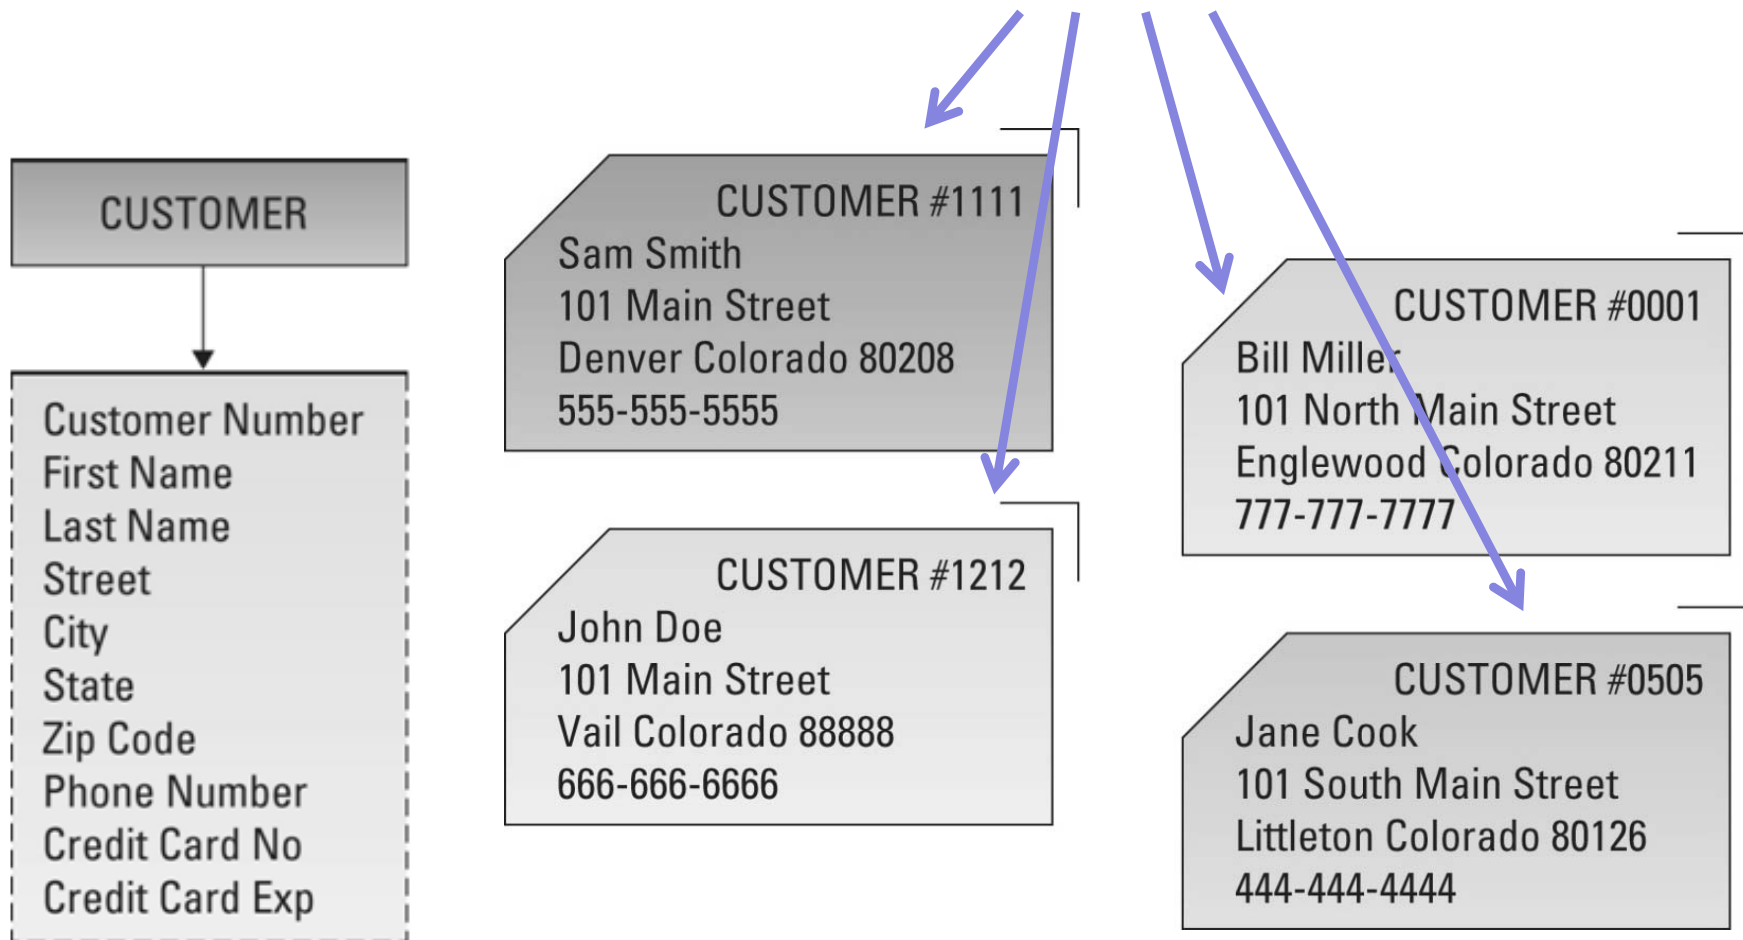 CUSTOMER
Customer Number
First Name
Last Name
Street
City
State
Zip Code
Phone Number
Credit Card No
Credit Card Exp
CUSTOMER #1111
Sam Smith
101 Main Street
Denver Colorado 80208
555-555-5555
CUSTOMER #1212
John Doe
101 Main Street
Vail Colorado 88888
666-666-6666
CUSTOMER #0001
Bill Miller
101 North Main Street
Englewood Colorado 80211
777-777-7777
CUSTOMER #0505
Jane Cook
101 South Main Street
Littleton Colorado 80126
444-444-4444